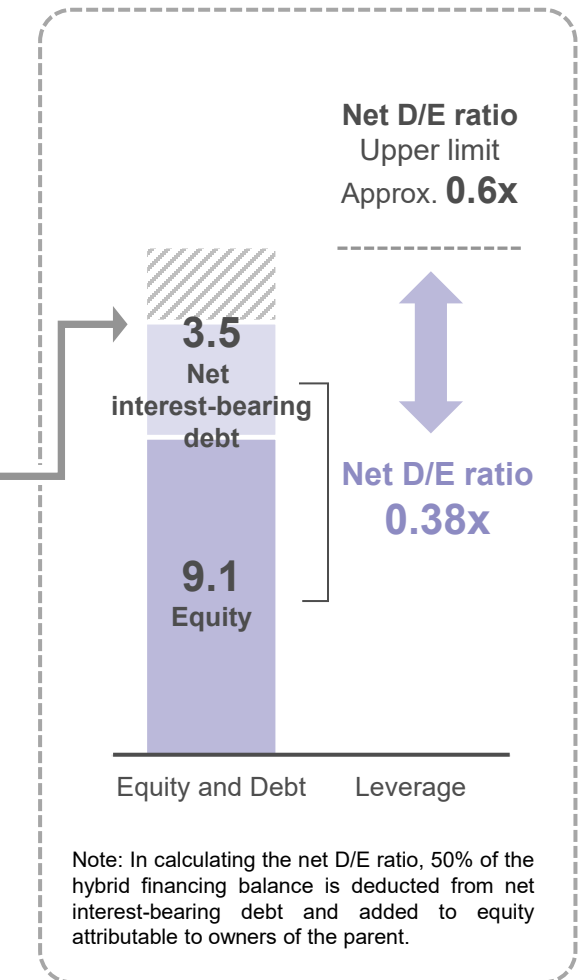 Net D/E ratio
Upper limit
Approx. 0.6x
3.5
Net
interest-bearing
debt
Net D/E ratio
0.38x
9.1
Equity
Equity and Debt
Leverage
Note: In calculating the net D/E ratio, 50% of the
hybrid financing balance is deducted from net
interest-bearing debt and added to equity
attributable to owners of the parent.